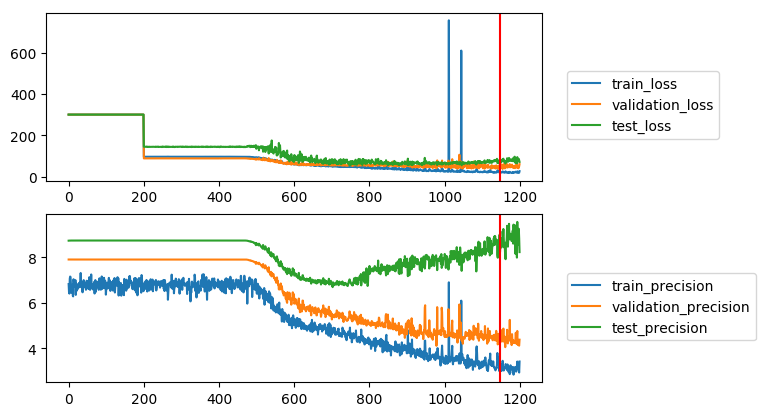 600
400
200
0
train_loss
validation_loss
test_loss
0 200 400 600 800 1000 1200
8
6
4
train_precision
validation_precision
test_precision
0 200 400 600 800 1000 1200